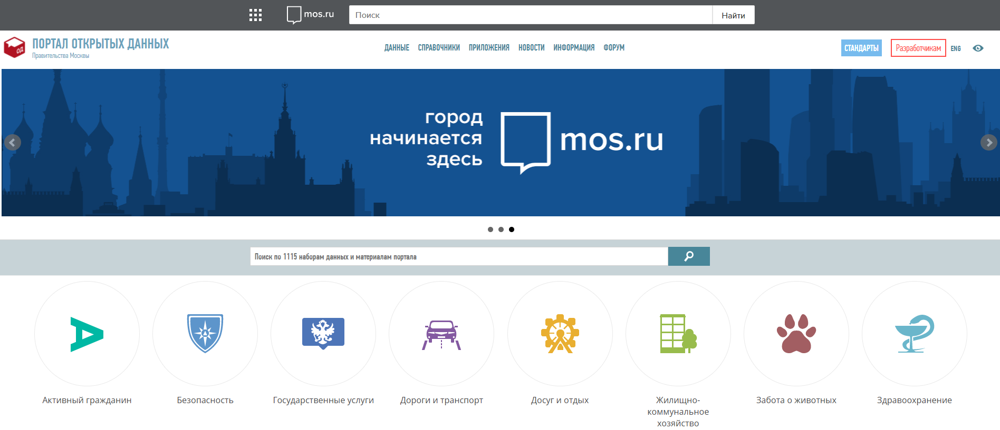 mos.ru
Поиск
Найти
ОД
ПОРТАЛ ОТКРЫТЫХ ДАННЫХ
Правительства Москвы
ДАННЫЕ СПРАВОЧНИКИ ПРИЛОЖЕНИЯ НОВОСТИ ИНФОРМАЦИЯ ФОРУМ
СТАНДАРТЫ
Разработчикам
ENG
город
начинается
здесь
mos.ru
Поиск по 1115 наборам данных и материалам портала
Активный гражданин
Безопасность
Государственные услуги
Дороги и транспорт
Досуг и отдых
Жилищно-
коммунальное
хозяйство
Забота о животных
Здравоохранение